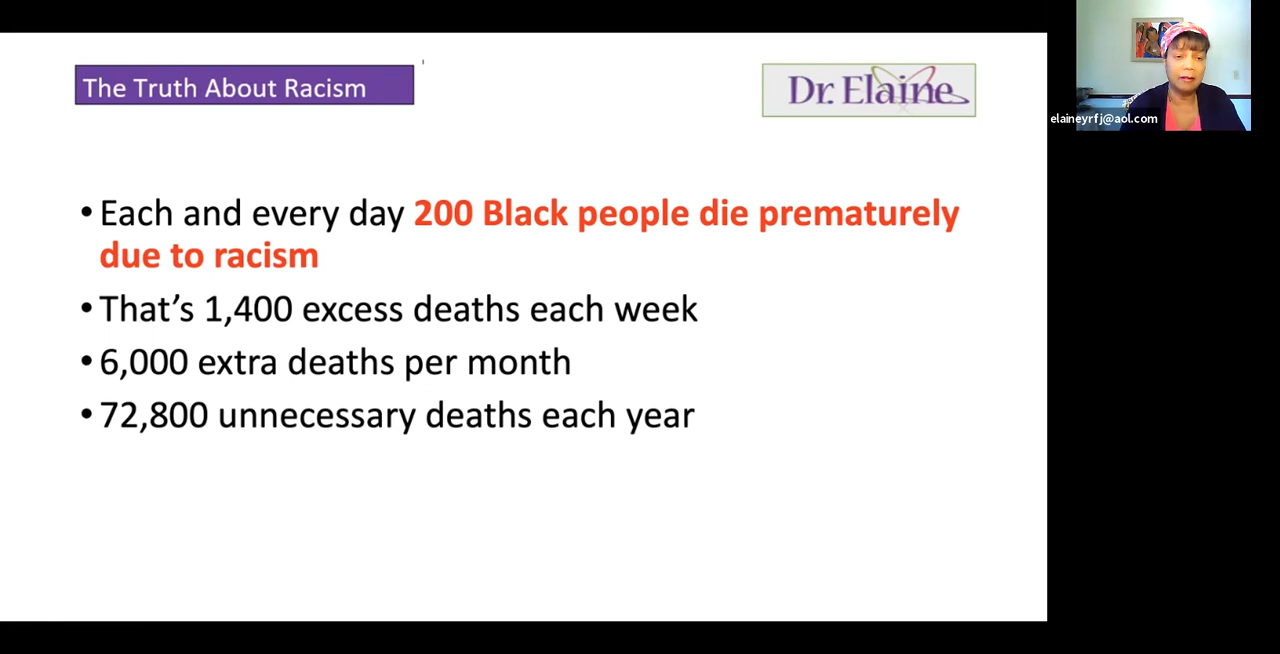 The Truth About Racism
Dr. Elaine
elaineyrfj@aol.com
• Each and every day 200 Black people die prematurely
due to racism
• That’s 1,400 excess deaths each week
• 6,000 extra deaths per month
• 72,800 unnecessary deaths each year